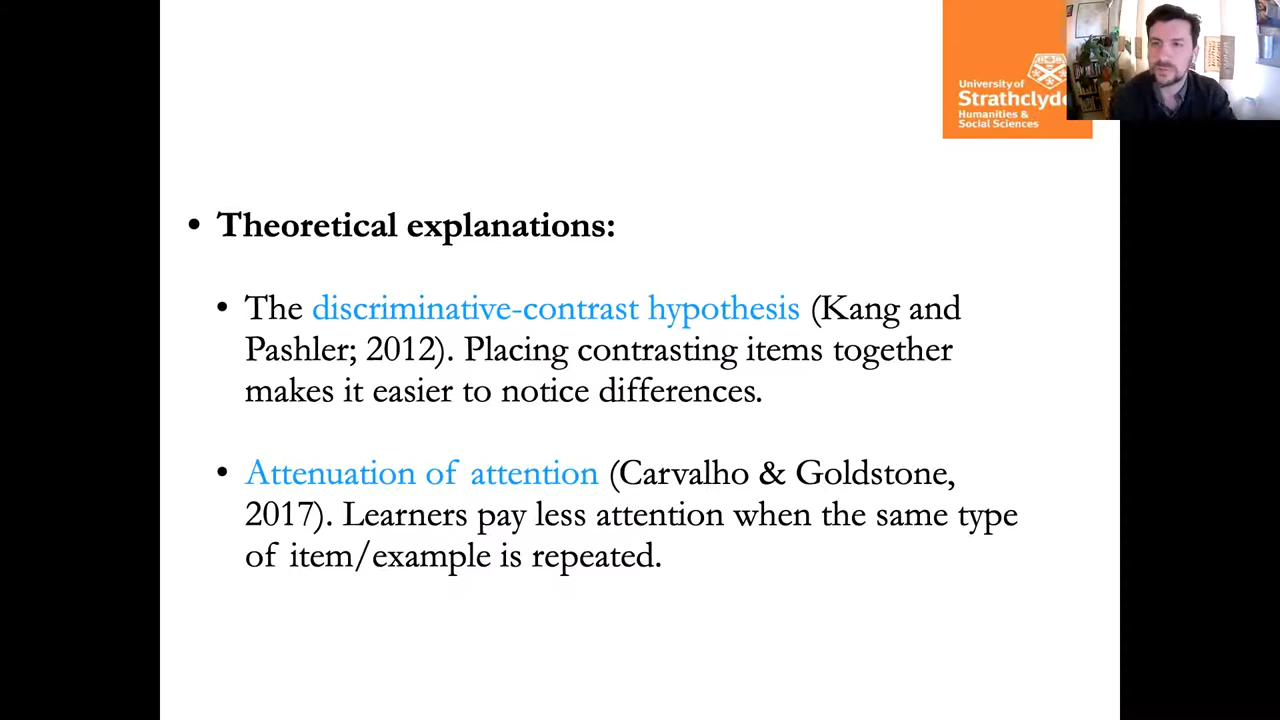 University of
Strathclyde
Humanities &
Social Sciences
• Theoretical explanations:
• The discriminative-contrast hypothesis (Kang and
Pashler; 2012). Placing contrasting items together
makes it easier to notice differences.
• Attenuation of attention (Carvalho & Goldstone,
2017). Learners pay less attention when the same type
of item/example is repeated.